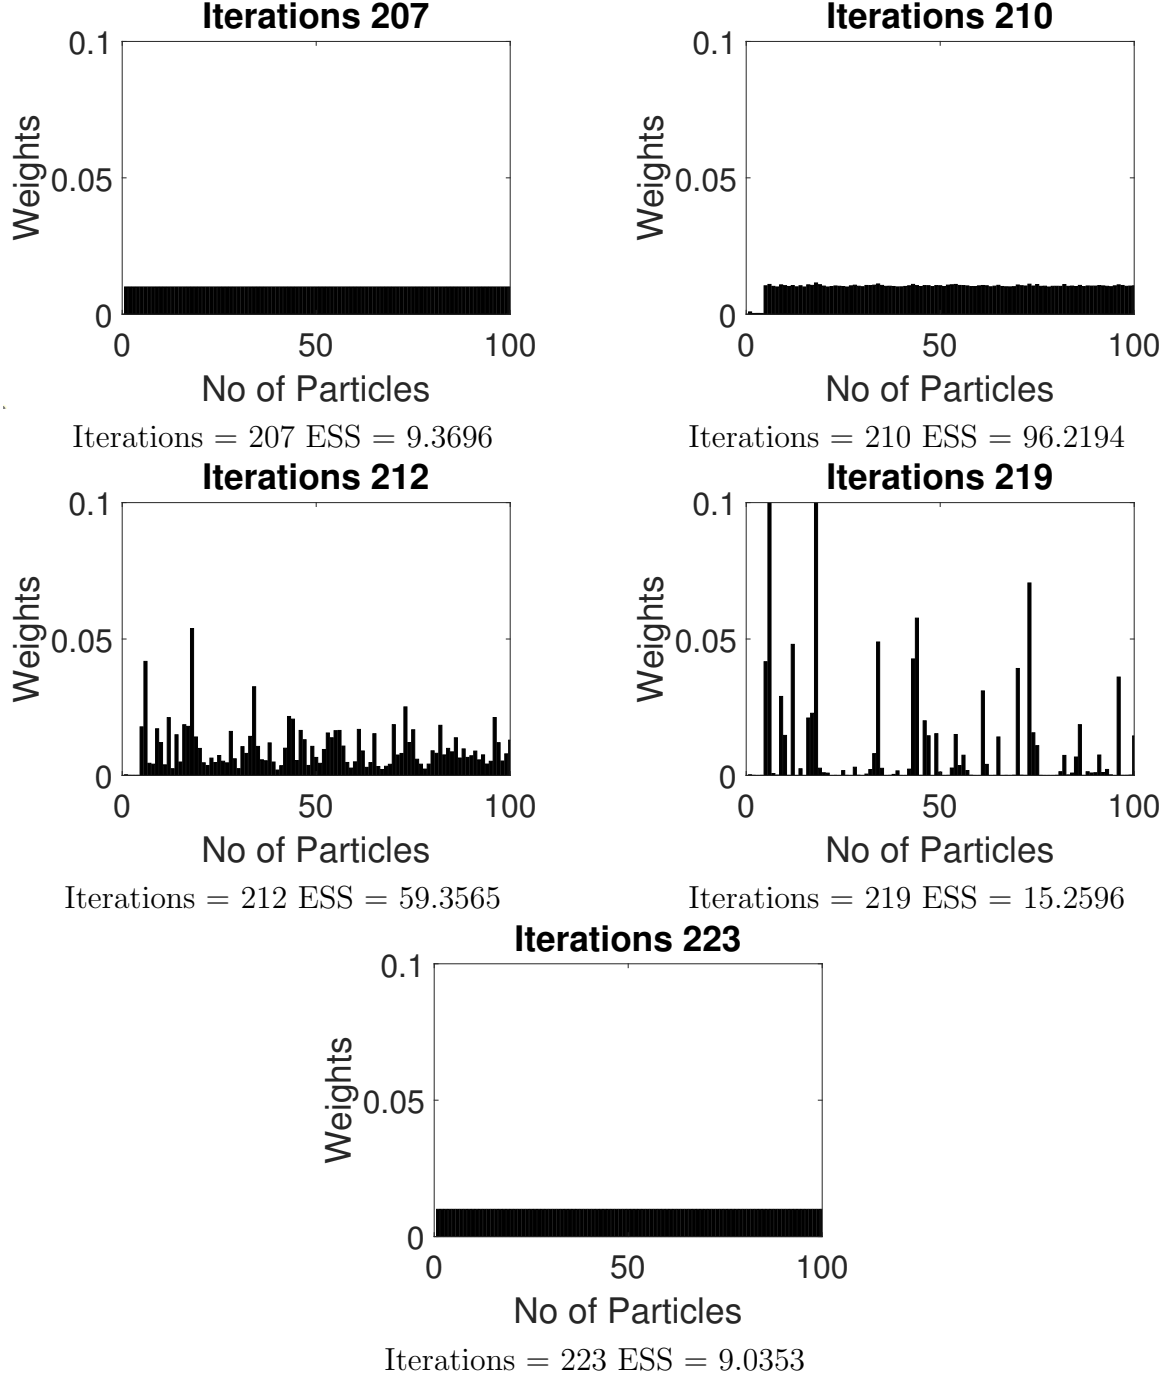 Iterations 207
0.1
0.05
0
Weights
0 50 100
No of Particles
Iterations = 207 ESS = 9.3696
Iterations 210
0.1
0.05
0
Weights
0 50 100
No of Particles
Iterations = 210 ESS = 96.2194
Iterations 212
0.1
0.05
0
Weights
0 50 100
No of Particles
Iterations = 212 ESS = 59.3565
Iterations 219
0.1
0.05
0
Weights
0 50 100
No of Particles
Iterations = 219 ESS = 15.2596
Iterations 223
0.1
0.05
0
Weights
0 50 100
No of Particles
Iterations = 223 ESS = 9.0353